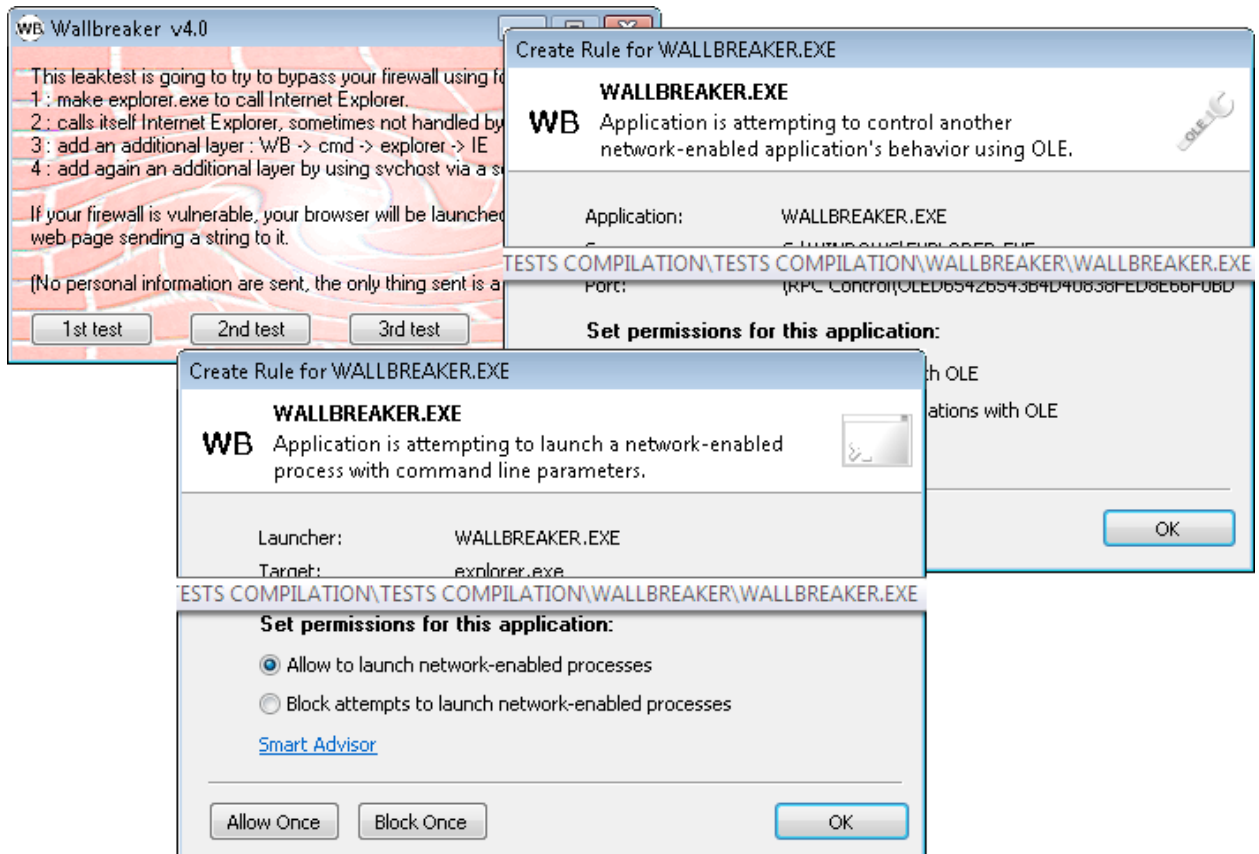 WB Wallbreaker v4.0
This leaktest is going to try to bypass your firewall using
1 : make explorer.exe to call Internet Explorer.
2 : calls itself Internet Explorer, sometimes not handled by
3 : add an additional layer : WB -> cmd -> explorer -> IE
4 : add again an additional layer by using svchost via a
If your firewall is vulnerable, your browser will be launched
web page sending a string to it.
(No personal information are sent, the only thing sent is a
1st test
2nd test
3rd test
Create Rule for WALLBREAKER.EXE
WB
WALLBREAKER.EXE
Application is attempting to control another
network-enabled application's behavior using OLE.
OLE
Application: WALLBREAKER.EXE
C:\WINDOWS\EXPLORER.EXE
TESTS COMPILATION\TESTS COMPILATION\WALLBREAKER\WALLBREAKER.EXE
Port:
Set permissions for this application:
OLE
with OLE
OK
Create Rule for WALLBREAKER.EXE
WB
WALLBREAKER.EXE
Application is attempting to launch a network-enabled
process with command line parameters.
Launcher: WALLBREAKER.EXE
Target: explorer.exe
ESTS COMPILATION\TESTS COMPILATION\WALLBREAKER\WALLBREAKER.EXE
Set permissions for this application:
Allow to launch network-enabled processes
Block attempts to launch network-enabled processes
Smart Advisor
Allow Once
Block Once
OK